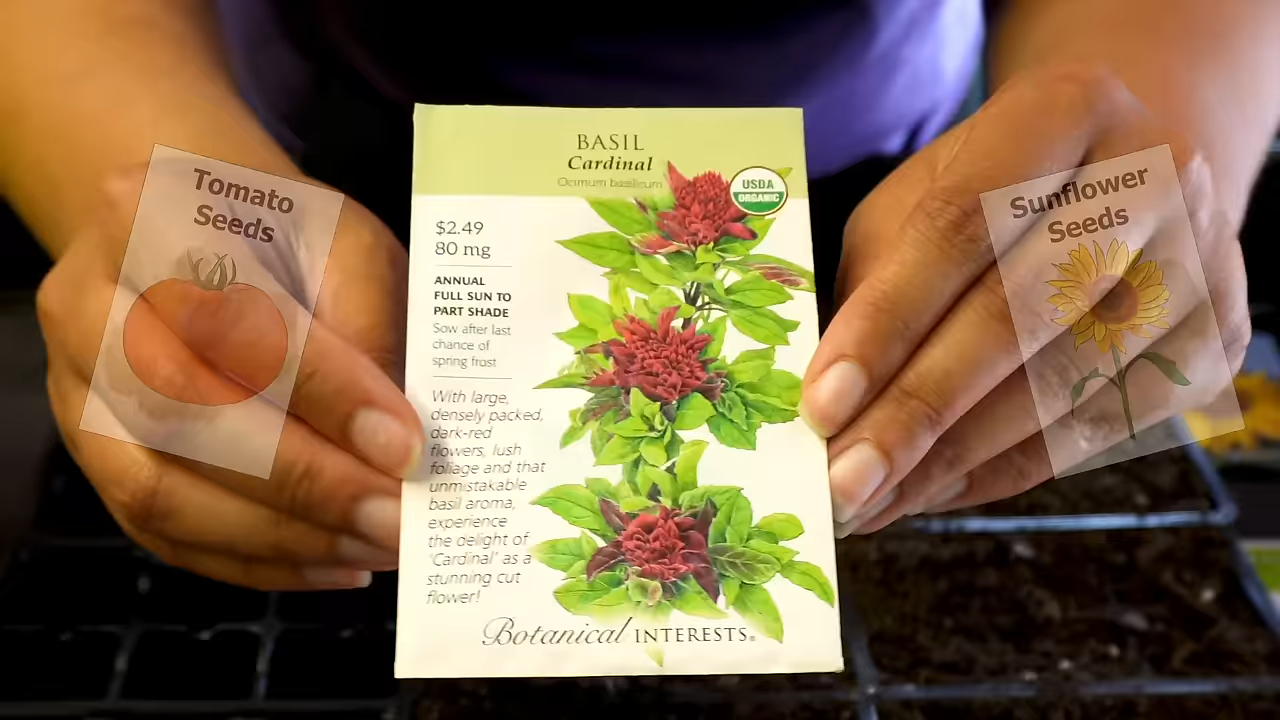 Tomato
Seeds
BASIL
Cardinal
Ocimum basilicum
USDA
ORGANIC
$2.49
80 mg
ANNUAL
FULL SUN TO
PART SHADE
Sow after last
chance of
spring frost
With large,
densely packed,
dark-red
flowers, lush
foliage and that
unmistakable
basil aroma,
experience
the delight of
'Cardinal' as a
stunning cut
flower!
Botanical INTERESTS®
Sunflower
Seeds